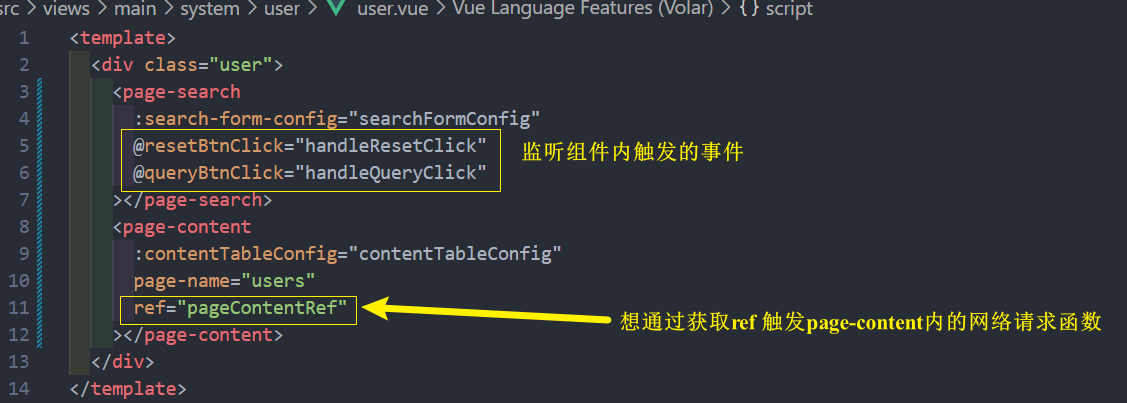 src > views > main > system > user > user.vue > Vue Language Features (Volar) > {} script
1 <template>
2 <div class="user">
3 <page-search
4 :search-form-config="searchFormConfig"
5 @resetBtnClick="handleResetClick" 监听组件内触发的事件
6 @queryBtnClick="handleQueryClick"
7 ></page-search>
8 <page-content
9 :contentTableConfig="contentTableConfig"
10 page-name="users"
11 ref="pageContentRef" 想通过获取ref 触发page-content内的网络请求函数
12 ></page-content>
13 </div>
14 </template>